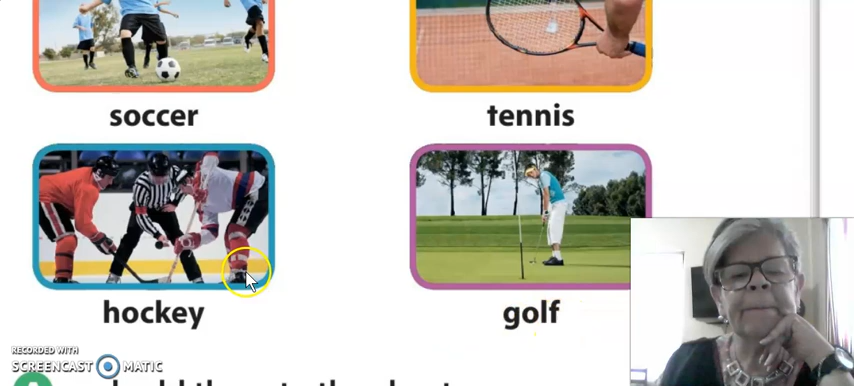 soccer
tennis
hockey
golf
RECORDED WITH
SCREENCAST MATIC